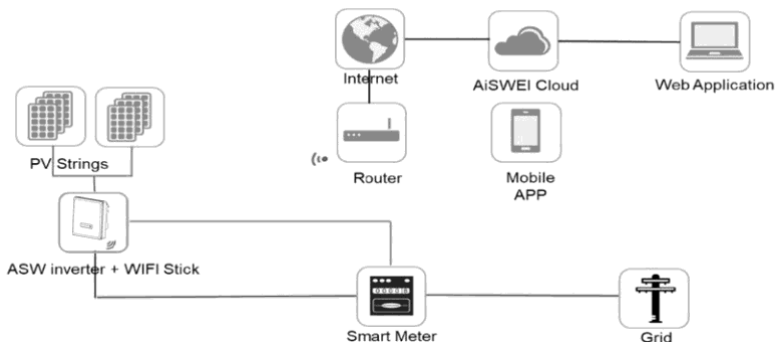 Internet
AiSWEI Cloud
Web Application
PV Strings
Router
Mobile
APP
ASW inverter + WIFI Stick
Smart Meter
Grid